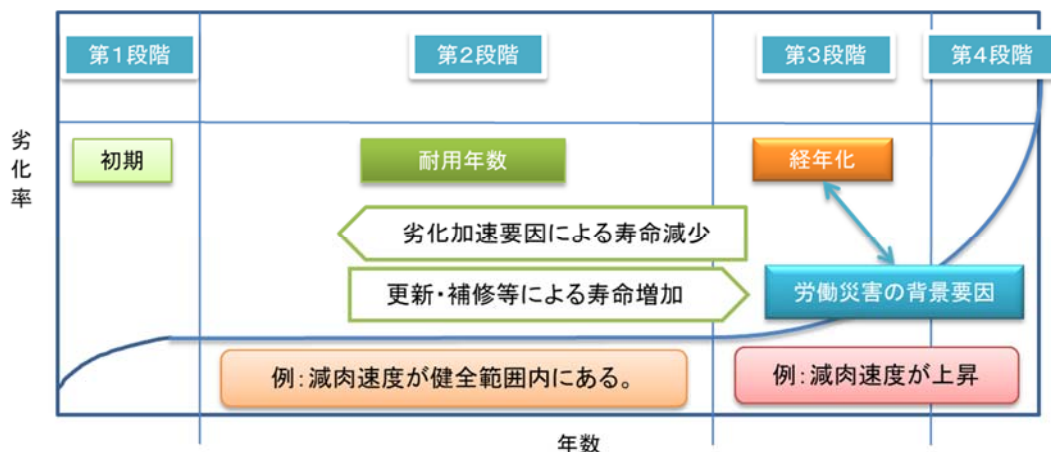 第1段階
第2段階
第3段階
第4段階
劣化率
初期
耐用年数
経年化
劣化加速要因による寿命減少
更新・補修等による寿命増加
労働災害の背景要因
例：減肉速度が健全範囲内にある。
例：減肉速度が上昇
年数